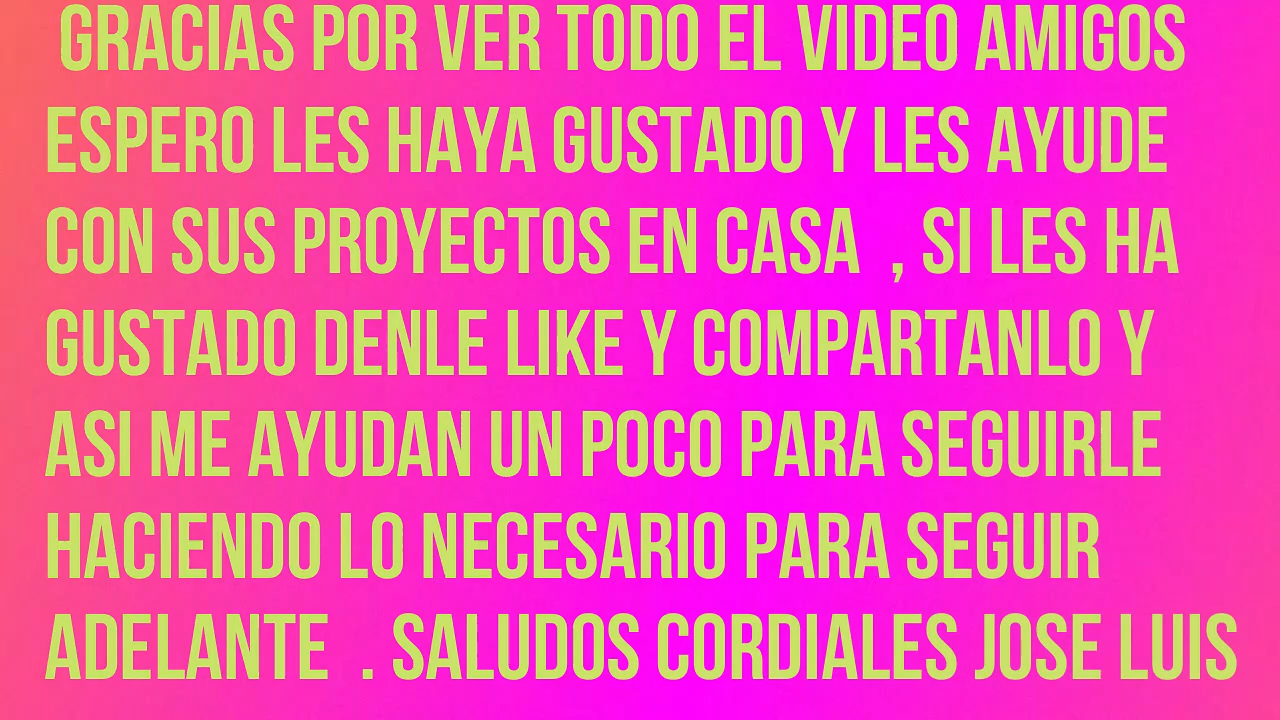 GRACIAS POR VER TODO EL VIDEO AMIGOS
ESPERO LES HAYA GUSTADO Y LES AYUDE
CON SUS PROYECTOS EN CASA , SI LES HA
GUSTADO DENLE LIKE Y COMPARTANLO Y
ASI ME AYUDAN UN POCO PARA SEGUIRLE
HACIENDO LO NECESARIO PARA SEGUIR
ADELANTE . SALUDOS CORDIALES JOSE LUIS